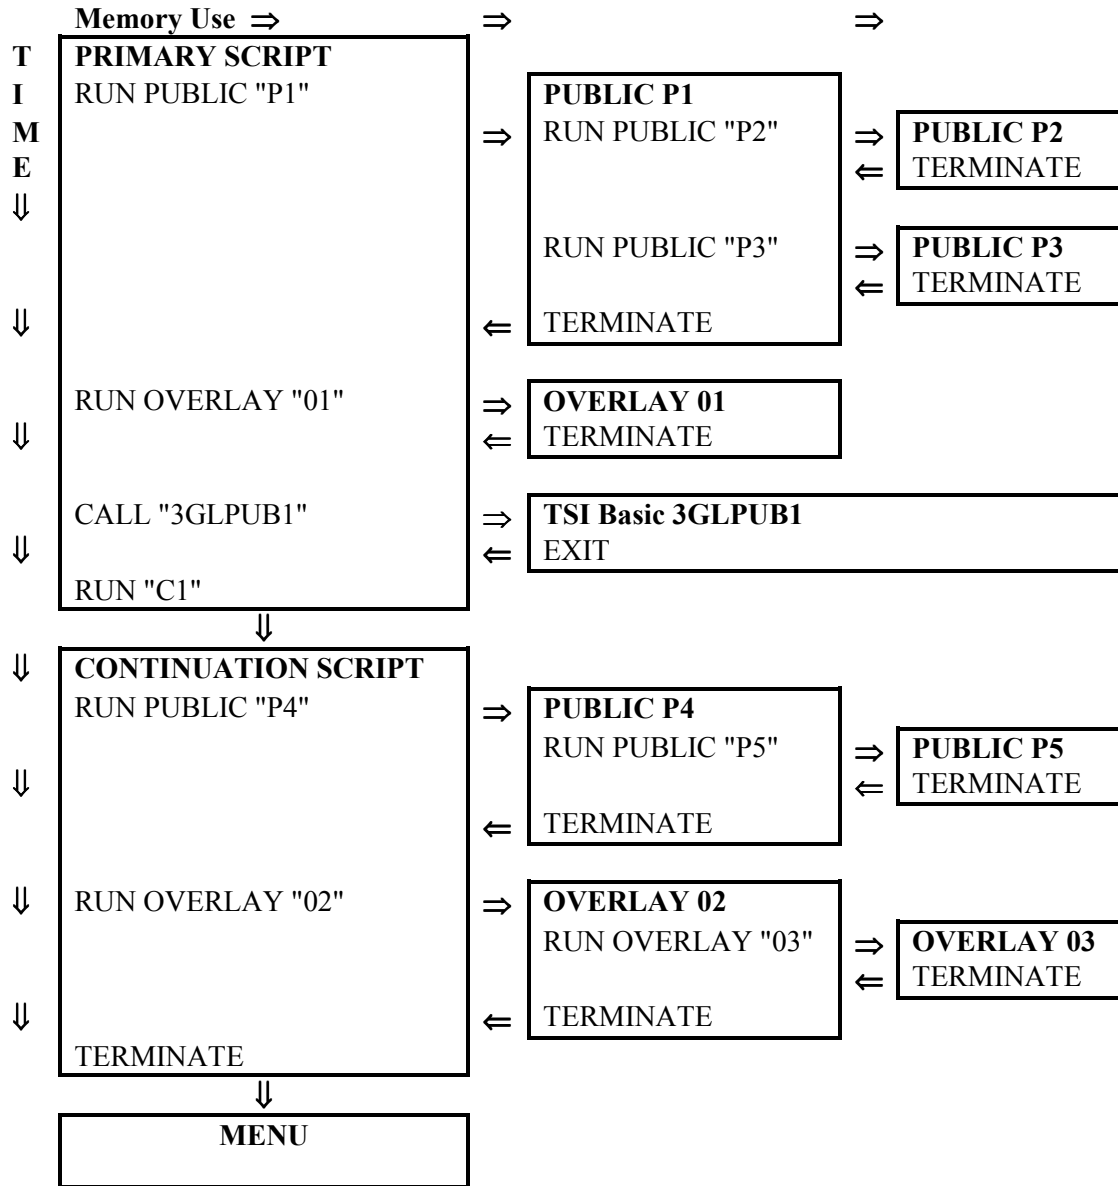 Memory Use ⇒ ⇒ ⇒
T PRIMARY SCRIPT
I RUN PUBLIC "P1" PUBLIC P1
M ⇒ RUN PUBLIC "P2" ⇒ PUBLIC P2
E ⇐ TERMINATE
⇓
RUN PUBLIC "P3" ⇒ PUBLIC P3
⇐ TERMINATE
⇓ ⇐ TERMINATE
RUN OVERLAY "01" ⇒ OVERLAY 01
⇓ ⇐ TERMINATE
CALL "3GLPUB1" ⇒ TSI Basic 3GLPUB1
⇓ ⇐ EXIT
RUN "C1"
⇓
⇓ CONTINUATION SCRIPT
RUN PUBLIC "P4" ⇒ PUBLIC P4
RUN PUBLIC "P5" ⇒ PUBLIC P5
⇓ ⇐ TERMINATE
⇐ TERMINATE
⇓ RUN OVERLAY "02" ⇒ OVERLAY 02
RUN OVERLAY "03" ⇒ OVERLAY 03
⇐ TERMINATE
⇓ ⇐ TERMINATE
TERMINATE
⇓
MENU